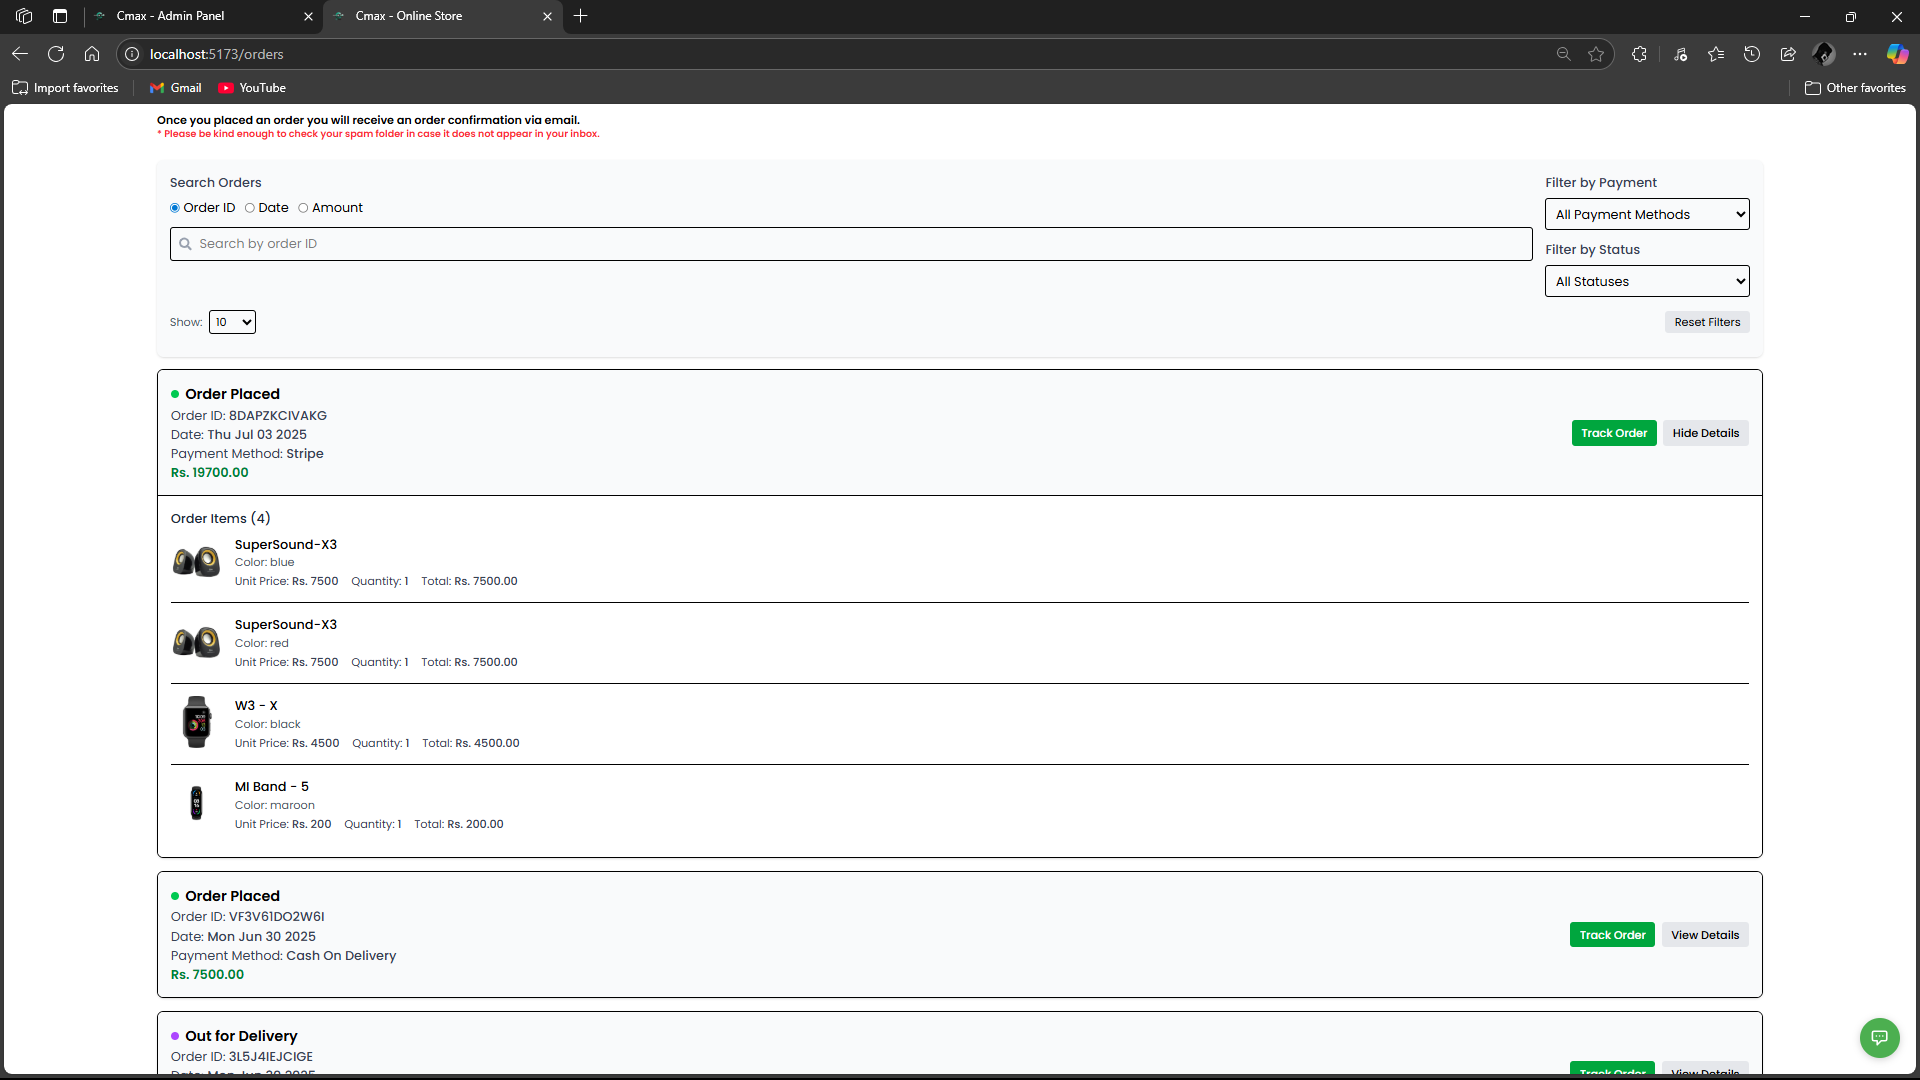 Cmax - Admin Panel
Cmax - Online Store
localhost:5173/orders
Import favorites
Gmail
YouTube
Other favorites
Once you placed an order you will receive an order confirmation via email.
* Please be kind enough to check your spam folder in case it does not appear in your inbox.
Search Orders
Order ID Date Amount
Search by order ID
Filter by Payment
All Payment Methods
Filter by Status
All Statuses
Show: 10
Reset Filters
Order Placed
Order ID: 8DAPZKCIVAKG
Date: Thu Jul 03 2025
Payment Method: Stripe
Rs. 19700.00
Track Order
Hide Details
Order Items (4)
SuperSound-X3
Color: blue
Unit Price: Rs. 7500 Quantity: 1 Total: Rs. 7500.00
SuperSound-X3
Color: red
Unit Price: Rs. 7500 Quantity: 1 Total: Rs. 7500.00
W3 - X
Color: black
Unit Price: Rs. 4500 Quantity: 1 Total: Rs. 4500.00
MI Band - 5
Color: maroon
Unit Price: Rs. 200 Quantity: 1 Total: Rs. 200.00
Order Placed
Order ID: VF3V61DO2W6I
Date: Mon Jun 30 2025
Payment Method: Cash On Delivery
Rs. 7500.00
Track Order
View Details
Out for Delivery
Order ID: 3L5J4IEJCIGE
Date: Mon Jun 30 2025
Track Order
View Details